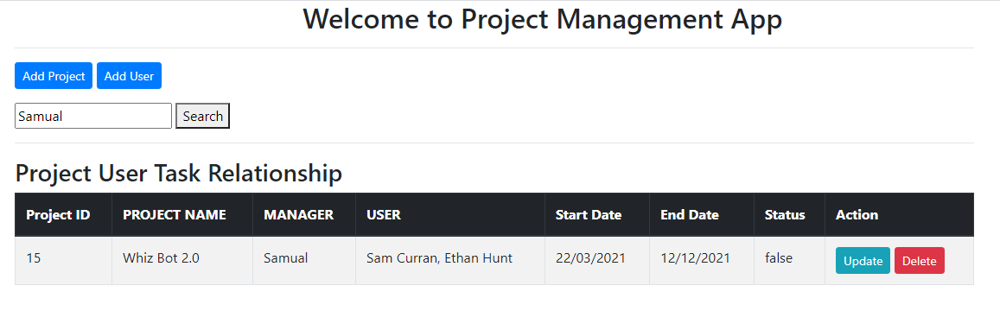 Welcome to Project Management App
Add Project Add User
Samual Search
Project User Task Relationship
Project ID PROJECT NAME MANAGER USER Start Date End Date Status Action
15 Whiz Bot 2.0 Samual Sam Curran, Ethan Hunt 22/03/2021 12/12/2021 false Update Delete